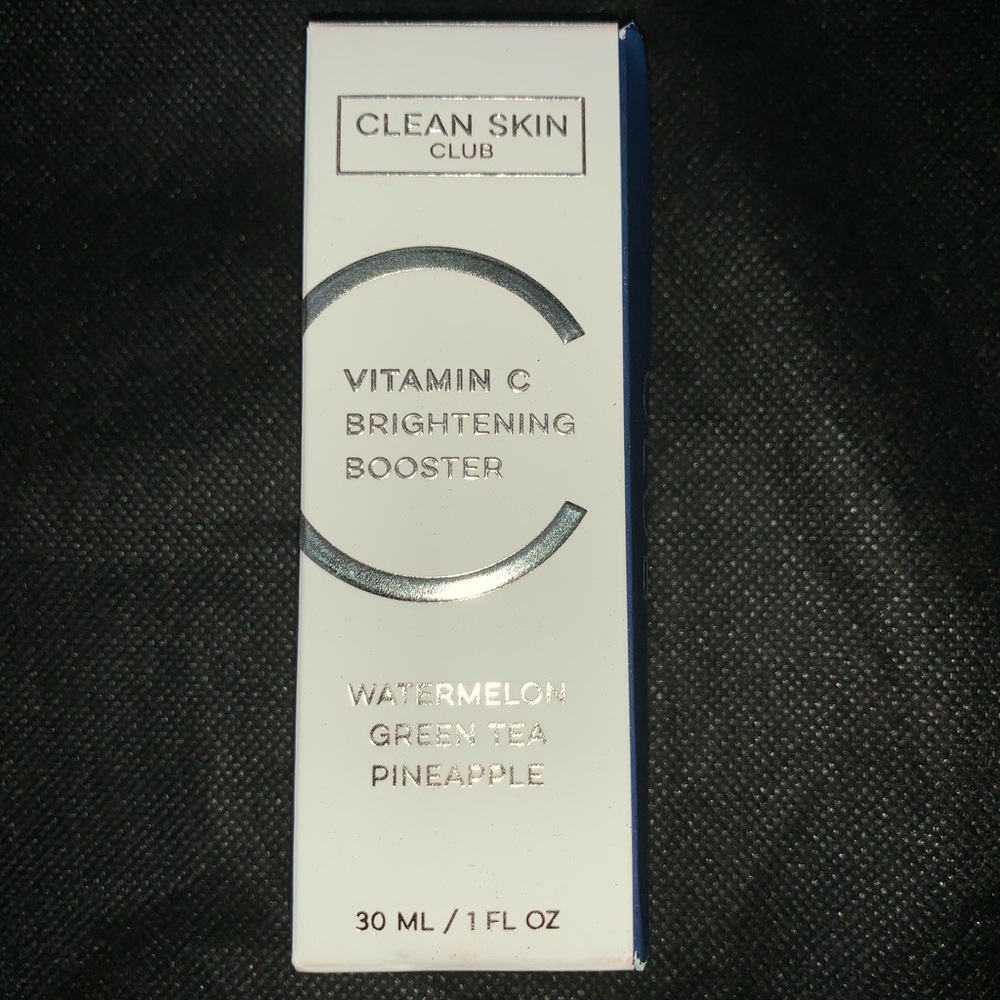 CLEAN SKIN
CLUB
VITAMIN C
BRIGHTENING
BOOSTER
WATERMELON
GREEN TEA
PINEAPPLE
30 ML / 1 FL OZ